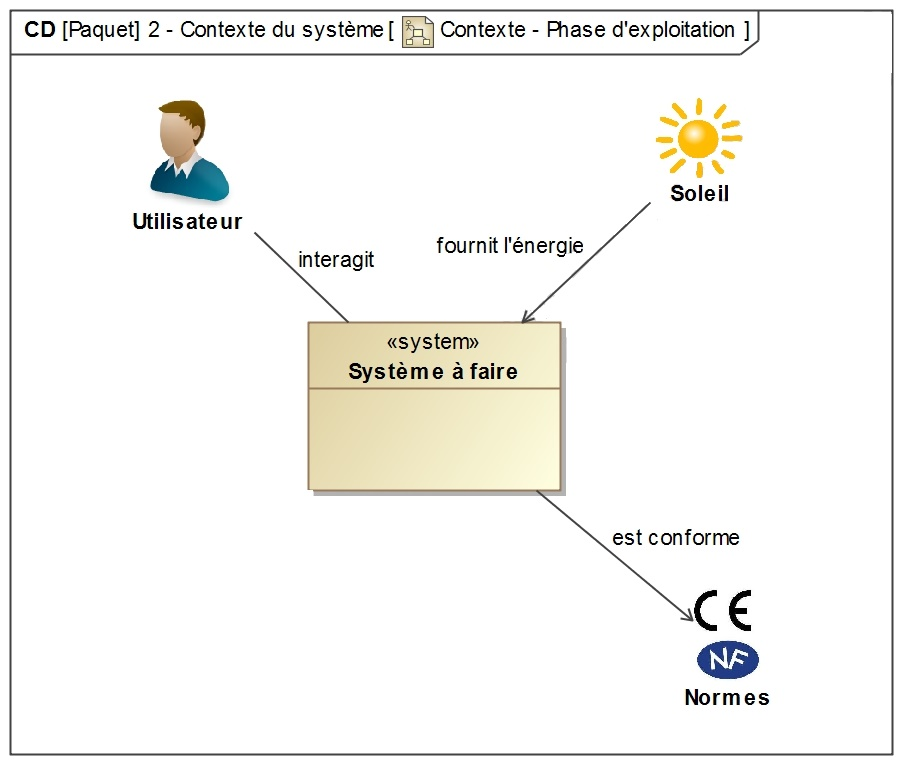 CD [Paquet] 2 - Contexte du système [ Contexte - Phase d'exploitation ]
Utilisateur
Soleil
interagit
fournit l'énergie
«system»
Système à faire
est conforme
CE
NF
Normes